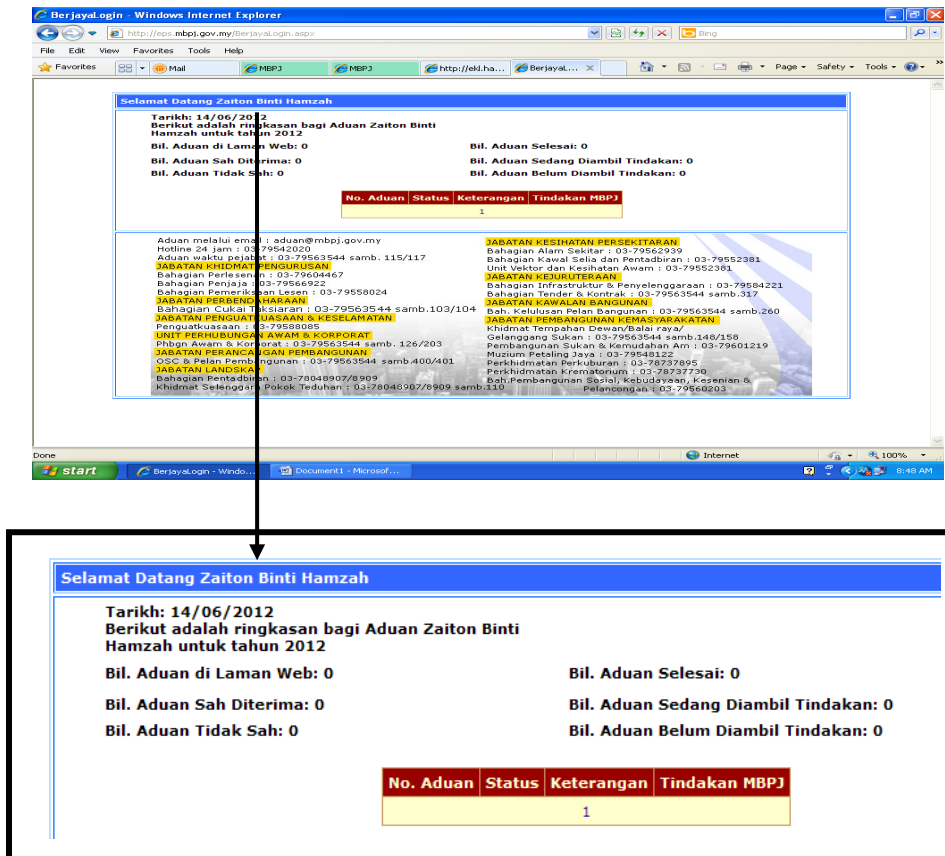 BerjayaLogin - Windows Internet Explorer
http://eps.mbpj.gov.my/BerjayaLogin.aspx
Bing
File Edit View Favorites Tools Help
Favorites Mail MBPJ MBPJ http://ekl.ha... BerjayaL... Page Safety Tools
Selamat Datang Zaiton Binti Hamzah
Tarikh: 14/06/2012
Berikut adalah ringkasan bagi Aduan Zaiton Binti
Hamzah untuk tahun 2012
Bil. Aduan di Laman Web: 0 Bil. Aduan Selesai: 0
Bil. Aduan Sah Diterima: 0 Bil. Aduan Sedang Diambil Tindakan: 0
Bil. Aduan Tidak Sah: 0 Bil. Aduan Belum Diambil Tindakan: 0
No. Aduan Status Keterangan Tindakan MBPJ
1
Aduan melalui email : aduan@mbpj.gov.my
Hotline 24 jam : 03-79542020
Aduan waktu pejabat : 03-79563544 samb. 115/117
JABATAN KHIDMAT PENGURUSAN
Bahagian Perlesenan : 03-79604467
Bahagian Penjaja : 03-79566922
Bahagian Pemeriksaan Lesen : 03-79558024
JABATAN PERBENDAHARAAN
Bahagian Cukai Taksiaran : 03-79563544 samb.103/104
JABATAN PENGUATKUASAAN & KESELAMATAN
Penguatkuasaan : 03-79588085
UNIT PERHUBUNGAN AWAM & KORPORAT
Phbgn Awam & Korporat : 03-79563544 samb. 126/203
JABATAN PERANCANGAN PEMBANGUNAN
OSC & Pelan Pembangunan : 03-79563544 samb.400/401
JABATAN LANDSKAP
Bahagian Pentadbiran : 03-78048907/8909
Khidmat Selenggara Pokok Teduhan : 03-78048907/8909 samb.110
JABATAN KESIHATAN PERSEKITARAN
Bahagian Alam Sekitar : 03-79562939
Bahagian Kawal Selia dan Pentadbiran : 03-79552381
Unit Vektor dan Kesihatan Awam : 03-79552381
JABATAN KEJURUTERAAN
Bahagian Infrastruktur & Penyelenggaraan : 03-79584221
Bahagian Tender & Kontrak : 03-79563544 samb.317
JABATAN KAWALAN BANGUNAN
Bah. Kelulusan Pelan Bangunan : 03-79563544 samb.260
JABATAN PEMBANGUNAN KEMASYARAKATAN
Khidmat Tempahan Dewan/Balai raya/
Gelanggang Sukan : 03-79563544 samb.148/158
Pembangunan Sukan & Kemudahan Am : 03-79601219
Muzium Petaling Jaya : 03-79548122
Perkhidmatan Perkuburan : 03-78737895
Perkhidmatan Krematorium : 03-78737730
Bah.Pembangunan Sosial, Kebudayaan, Kesenian &
Pelancongan : 03-79560203
Done Internet 100%
start BerjayaLogin - Windo... Document1 - Microsof... 8:48 AM
Selamat Datang Zaiton Binti Hamzah
Tarikh: 14/06/2012
Berikut adalah ringkasan bagi Aduan Zaiton Binti
Hamzah untuk tahun 2012
Bil. Aduan di Laman Web: 0 Bil. Aduan Selesai: 0
Bil. Aduan Sah Diterima: 0 Bil. Aduan Sedang Diambil Tindakan: 0
Bil. Aduan Tidak Sah: 0 Bil. Aduan Belum Diambil Tindakan: 0
No. Aduan Status Keterangan Tindakan MBPJ
1